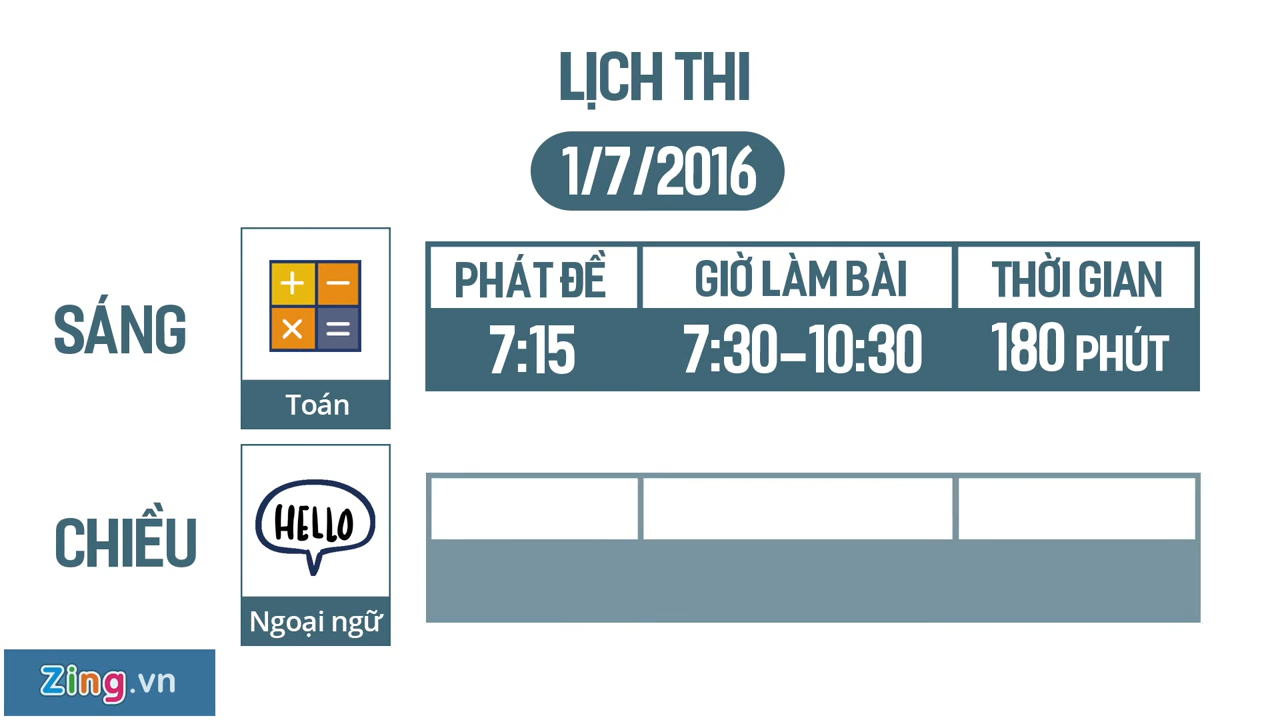 LỊCH THI
1/7/2016
SÁNG
+ −
× =
Toán
PHÁT ĐỀ GIỜ LÀM BÀI THỜI GIAN
7:15 7:30–10:30 180 PHÚT
CHIỀU
HELLO
Ngoại ngữ
Zing.vn